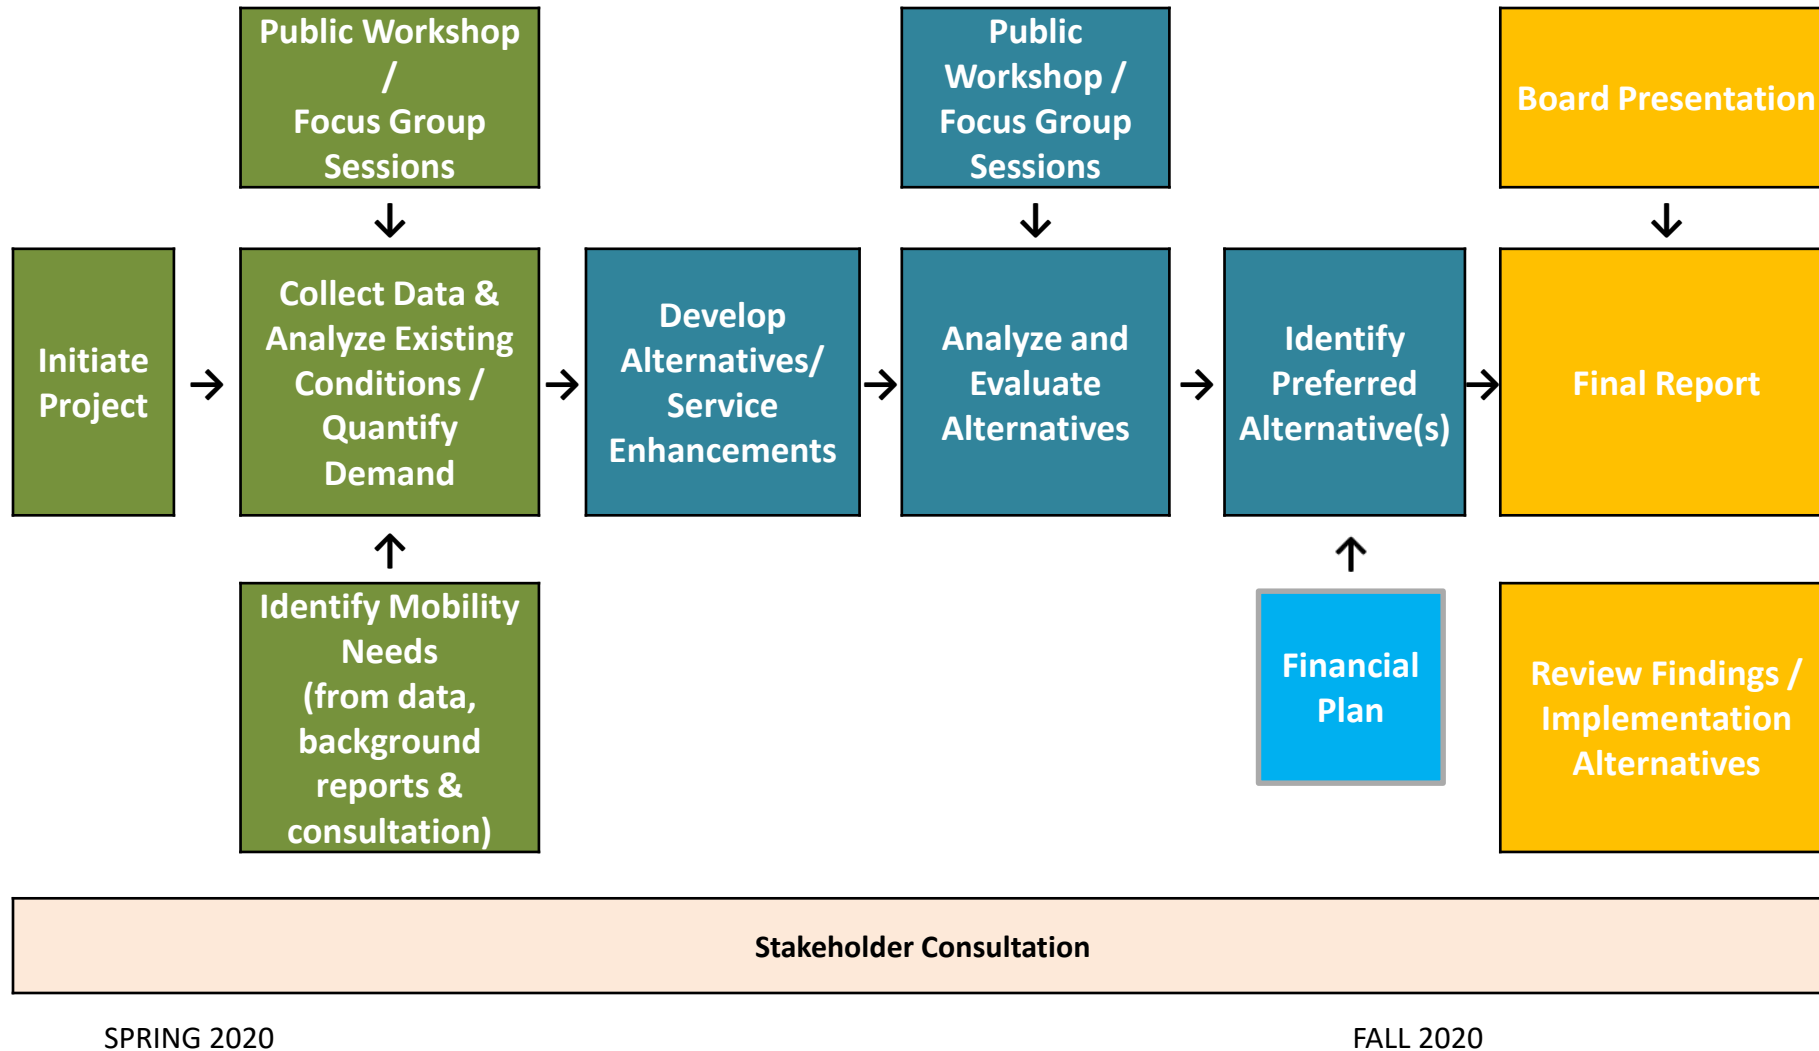 Public Workshop
/
Focus Group
Sessions
Public
Workshop /
Focus Group
Sessions
Board Presentation
Initiate
Project
Collect Data &
Analyze Existing
Conditions /
Quantify
Demand
Develop
Alternatives/
Service
Enhancements
Analyze and
Evaluate
Alternatives
Identify
Preferred
Alternative(s)
Final Report
Identify Mobility
Needs
(from data,
background
reports &
consultation)
Financial
Plan
Review Findings /
Implementation
Alternatives
Stakeholder Consultation
SPRING 2020
FALL 2020